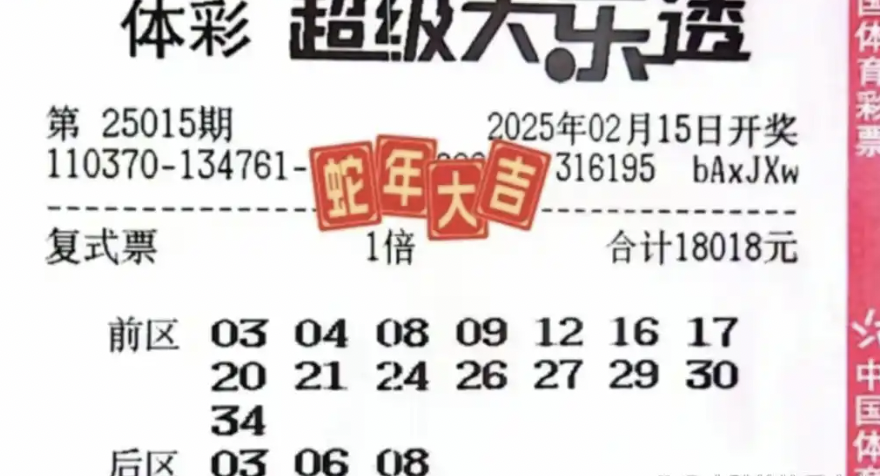 体彩 超级大乐透
第 25015期 2025年02月15日开奖
110370-134761- 316195 bAxJXw
蛇年大吉
复式票 1倍 合计18018元
前区 03 04 08 09 12 16 17
20 21 24 26 27 29 30
34
后区 03 06 08
国体育彩票
中国体育